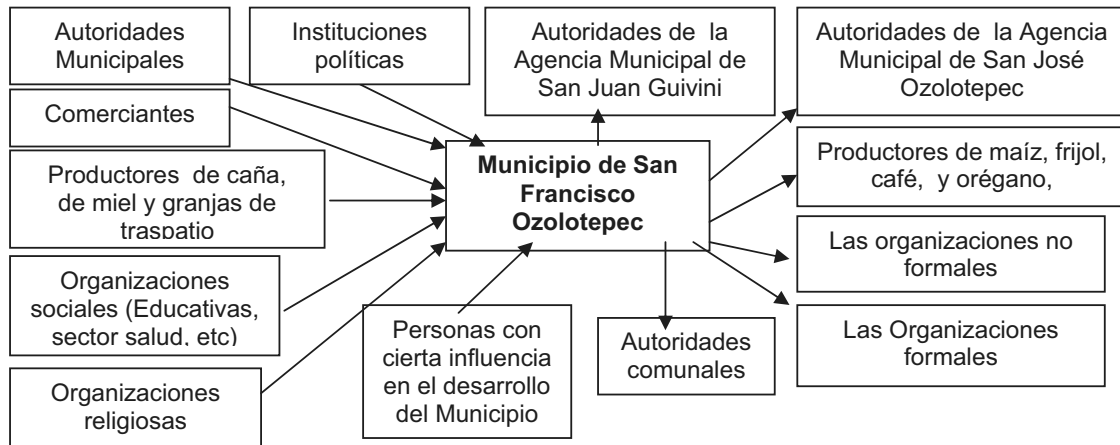 Autoridades
Municipales
Instituciones
políticas
Autoridades de la
Agencia Municipal de
San Juan Guivini
Autoridades de la Agencia
Municipal de San José
Ozolotepec
Comerciantes
Productores de caña,
de miel y granjas de
traspatio
Municipio de San
Francisco
Ozolotepec
Productores de maíz, frijol,
café, y orégano,
Las organizaciones no
formales
Organizaciones
sociales (Educativas,
sector salud, etc)
Personas con
cierta influencia
en el desarrollo
del Municipio
Autoridades
comunales
Las Organizaciones
formales
Organizaciones
religiosas